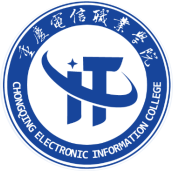 重慶電信職業學院
IT
CHONGQING ELECTRONIC INFORMATION COLLEGE